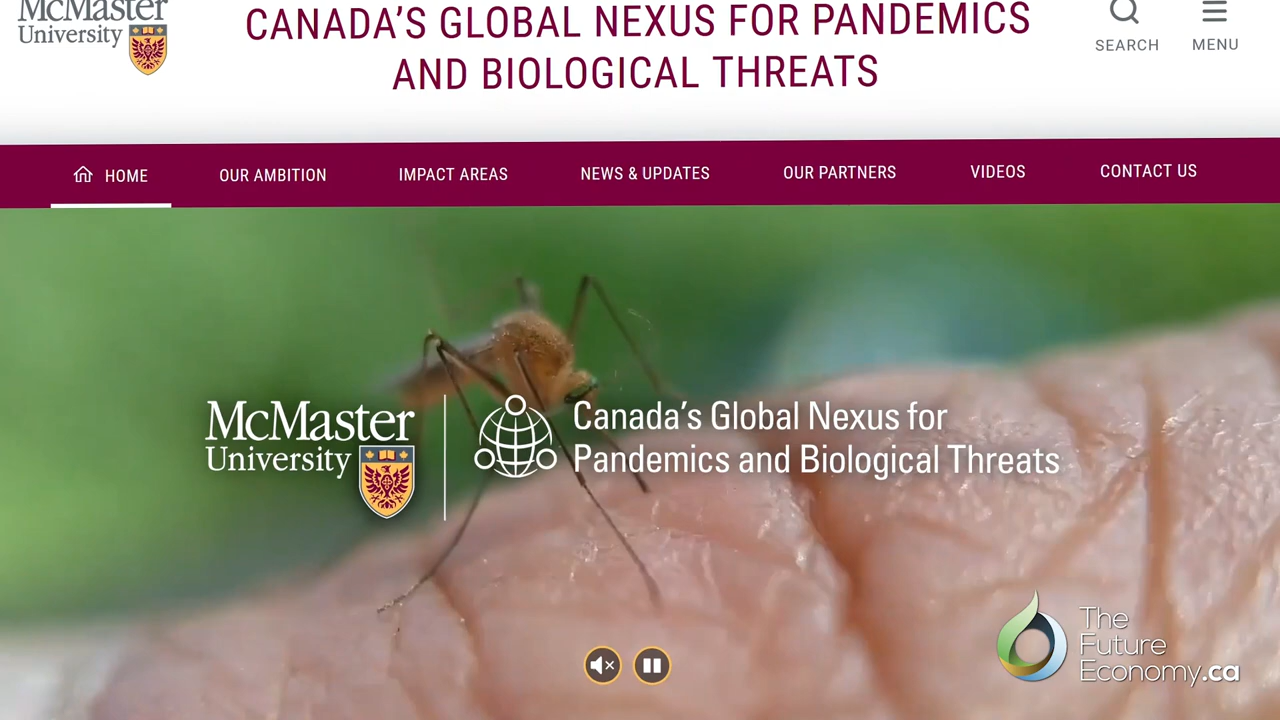 McMaster
University
CANADA'S GLOBAL NEXUS FOR PANDEMICS
AND BIOLOGICAL THREATS
SEARCH
MENU
HOME
OUR AMBITION
IMPACT AREAS
NEWS & UPDATES
OUR PARTNERS
VIDEOS
CONTACT US
McMaster
University
Canada's Global Nexus for
Pandemics and Biological Threats
The
Future
Economy.ca